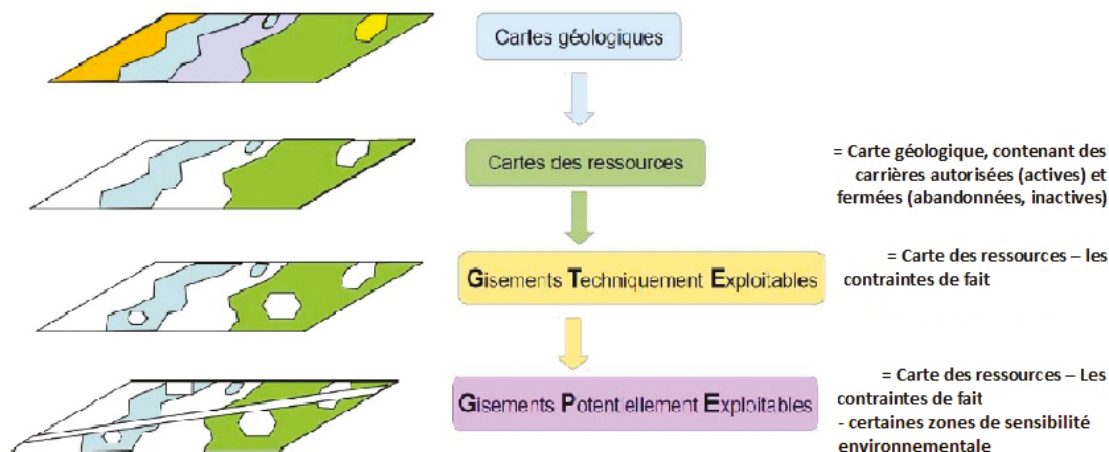 Cartes géologiques
Cartes des ressources
= Carte géologique, contenant des
carrières autorisées (actives) et
fermées (abandonnées, inactives)
Gisements Techniquement Exploitables
= Carte des ressources – les
contraintes de fait
Gisements Potentiellement Exploitables
= Carte des ressources – Les
contraintes de fait
- certaines zones de sensibilité
environnementale